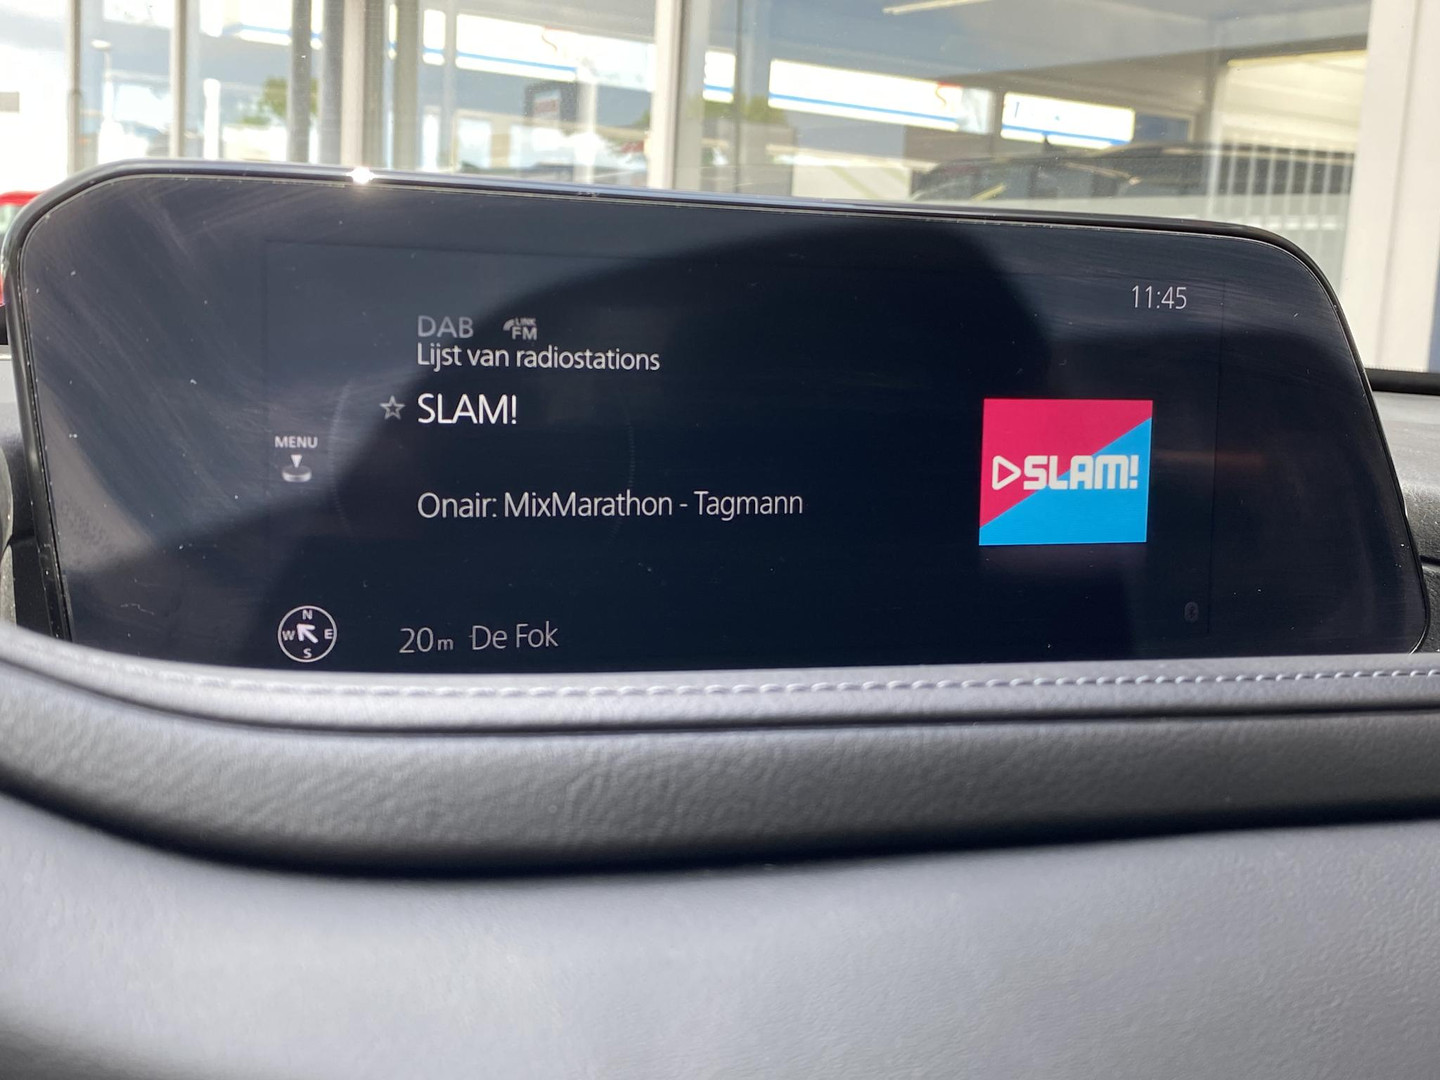 11:45
DAB LINK FM
Lijst van radiostations
SLAM!
MENU
SLAM!
Onair: MixMarathon - Tagmann
N
W E
S
20m De Fok